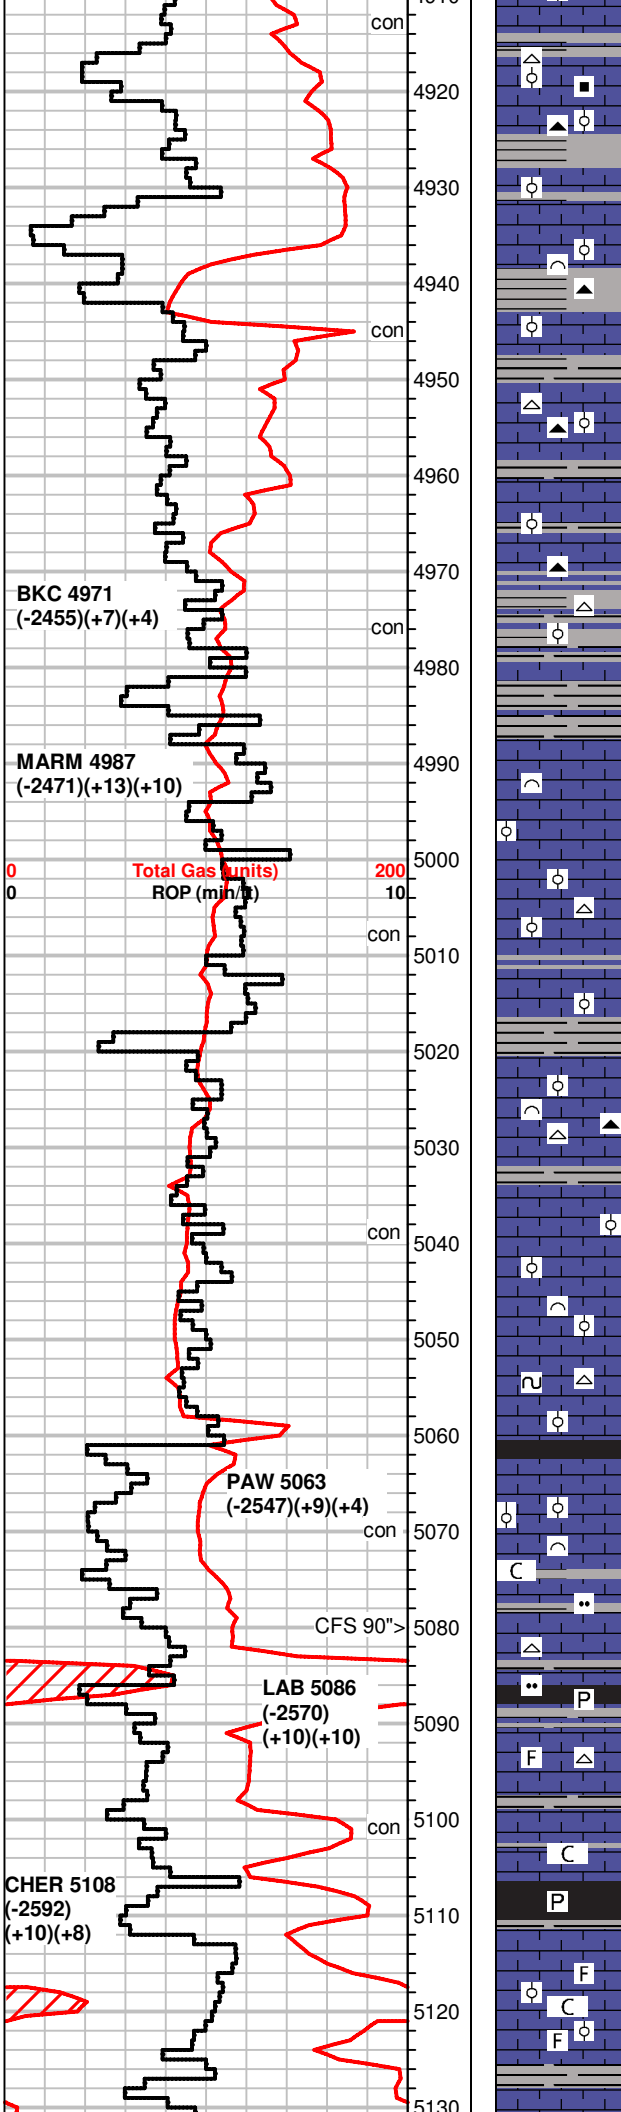 con
4920
4930
4940
con
4950
4960
4970
BKC 4971
(-2455)(+7)(+4)
con
4980
MARM 4987
(-2471)(+13)(+10)
4990
5000
0 Total Gas (units) 200
0 ROP (min/ft) 10
con
5010
5020
5030
con
5040
5050
5060
PAW 5063
(-2547)(+9)(+4)
con
5070
C
CFS 90">
5080
LAB 5086
(-2570)
(+10)(+10)
P
5090
F
5100
con
C
CHER 5108
(-2592)
(+10)(+8)
P
5110
F
C
5120
F
5130